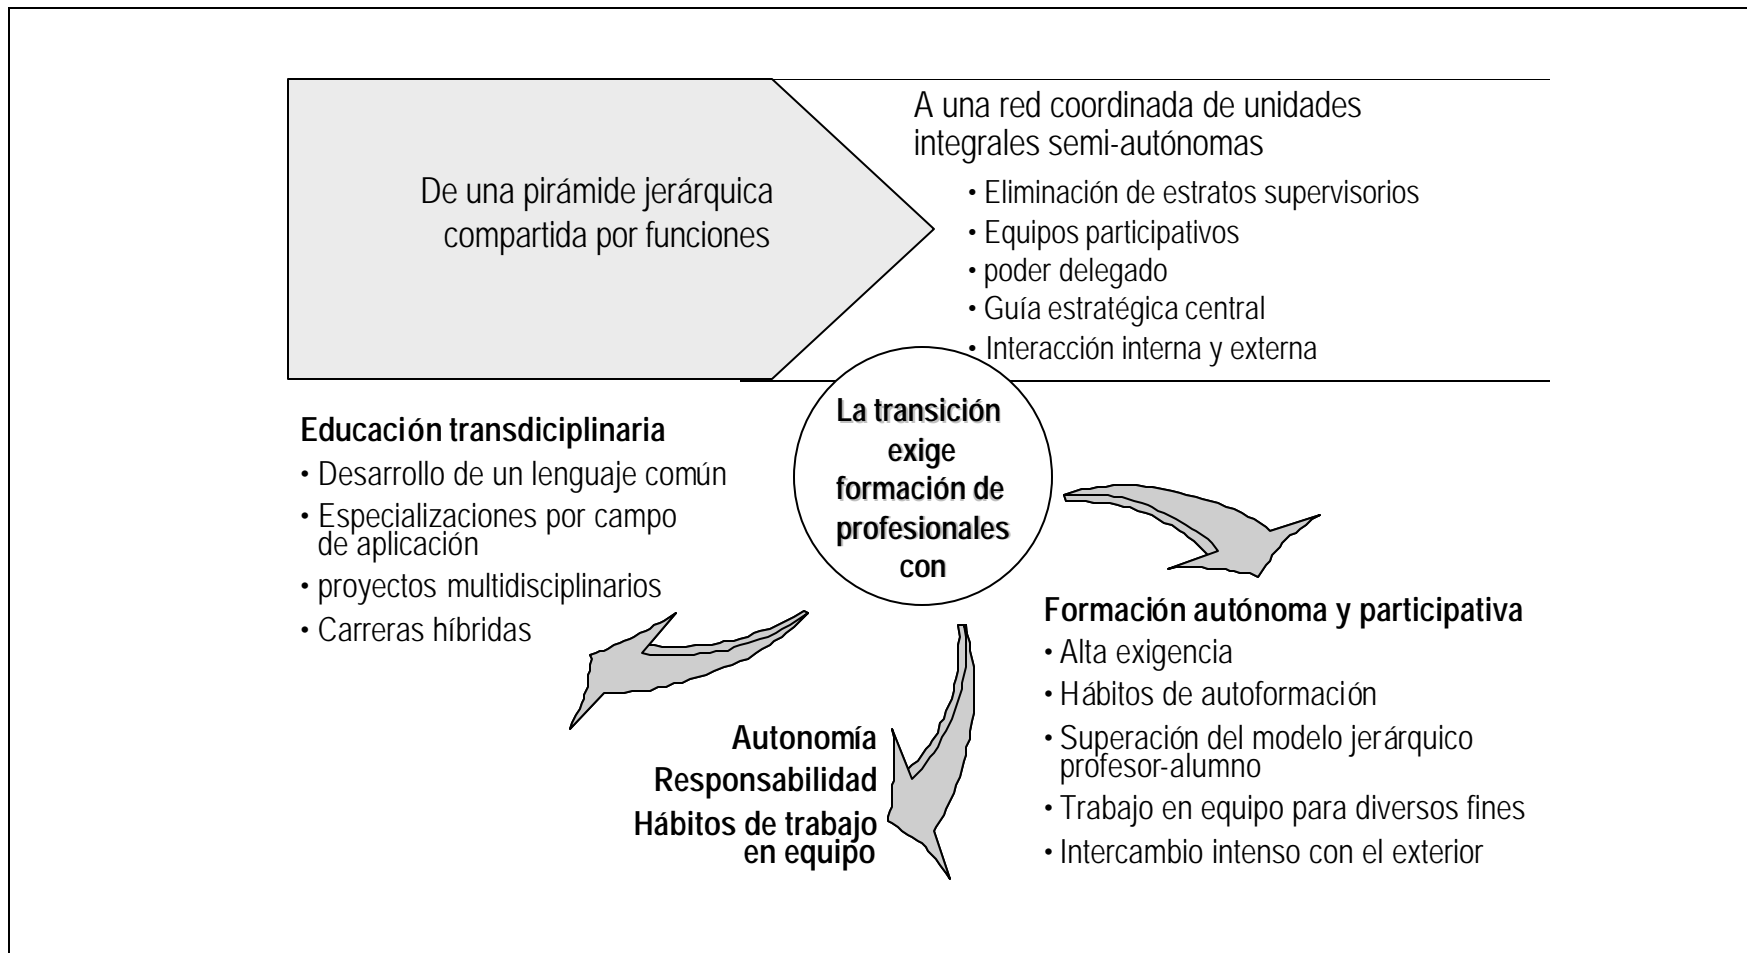 De una pirámide jerárquica
compartida por funciones
A una red coordinada de unidades
integrales semi-autónomas
• Eliminación de estratos supervisorios
• Equipos participativos
• poder delegado
• Guía estratégica central
• Interacción interna y externa
La transición
exige
formación de
profesionales
con
Educación transdiciplinaria
• Desarrollo de un lenguaje común
• Especializaciones por campo
de aplicación
• proyectos multidisciplinarios
• Carreras híbridas
Autonomía
Responsabilidad
Hábitos de trabajo
en equipo
Formación autónoma y participativa
• Alta exigencia
• Hábitos de autoformación
• Superación del modelo jerárquico
profesor-alumno
• Trabajo en equipo para diversos fines
• Intercambio intenso con el exterior